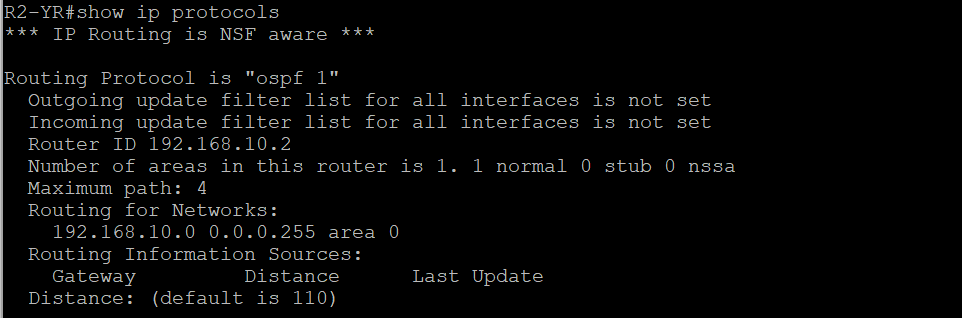 R2-YR#show ip protocols
*** IP Routing is NSF aware ***
Routing Protocol is "ospf 1"
Outgoing update filter list for all interfaces is not set
Incoming update filter list for all interfaces is not set
Router ID 192.168.10.2
Number of areas in this router is 1. 1 normal 0 stub 0 nssa
Maximum path: 4
Routing for Networks:
192.168.10.0 0.0.0.255 area 0
Routing Information Sources:
Gateway         Distance      Last Update
Distance: (default is 110)